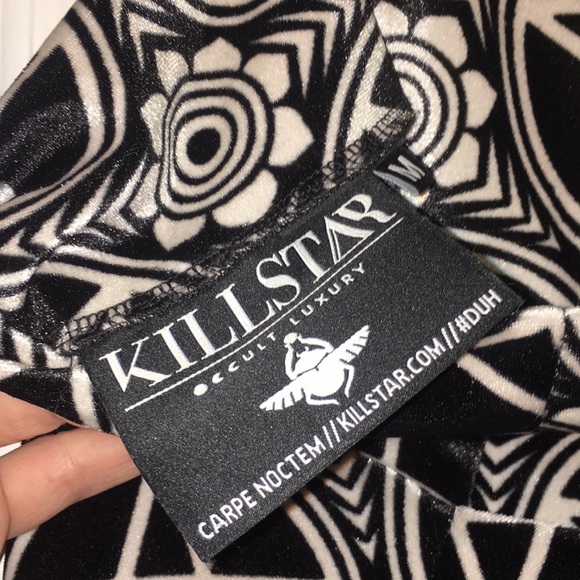 M
KILLSTAR
OCCULT LUXURY
CARPE NOCTEM//KILLSTAR.COM//#DUH